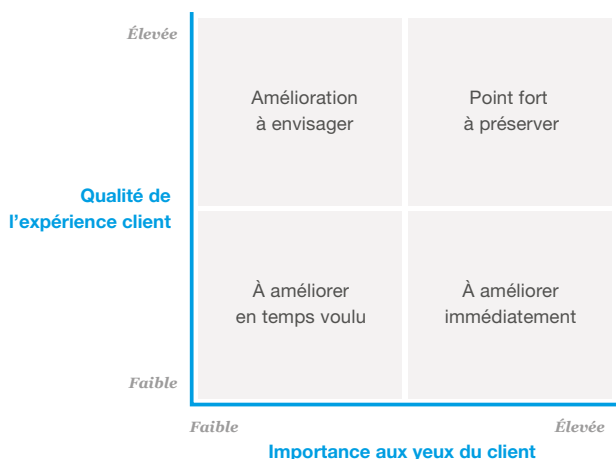 Élevée
Amélioration
à envisager
Point fort
à préserver
Qualité de
l’expérience client
À améliorer
en temps voulu
À améliorer
immédiatement
Faible
Faible
Élevée
Importance aux yeux du client